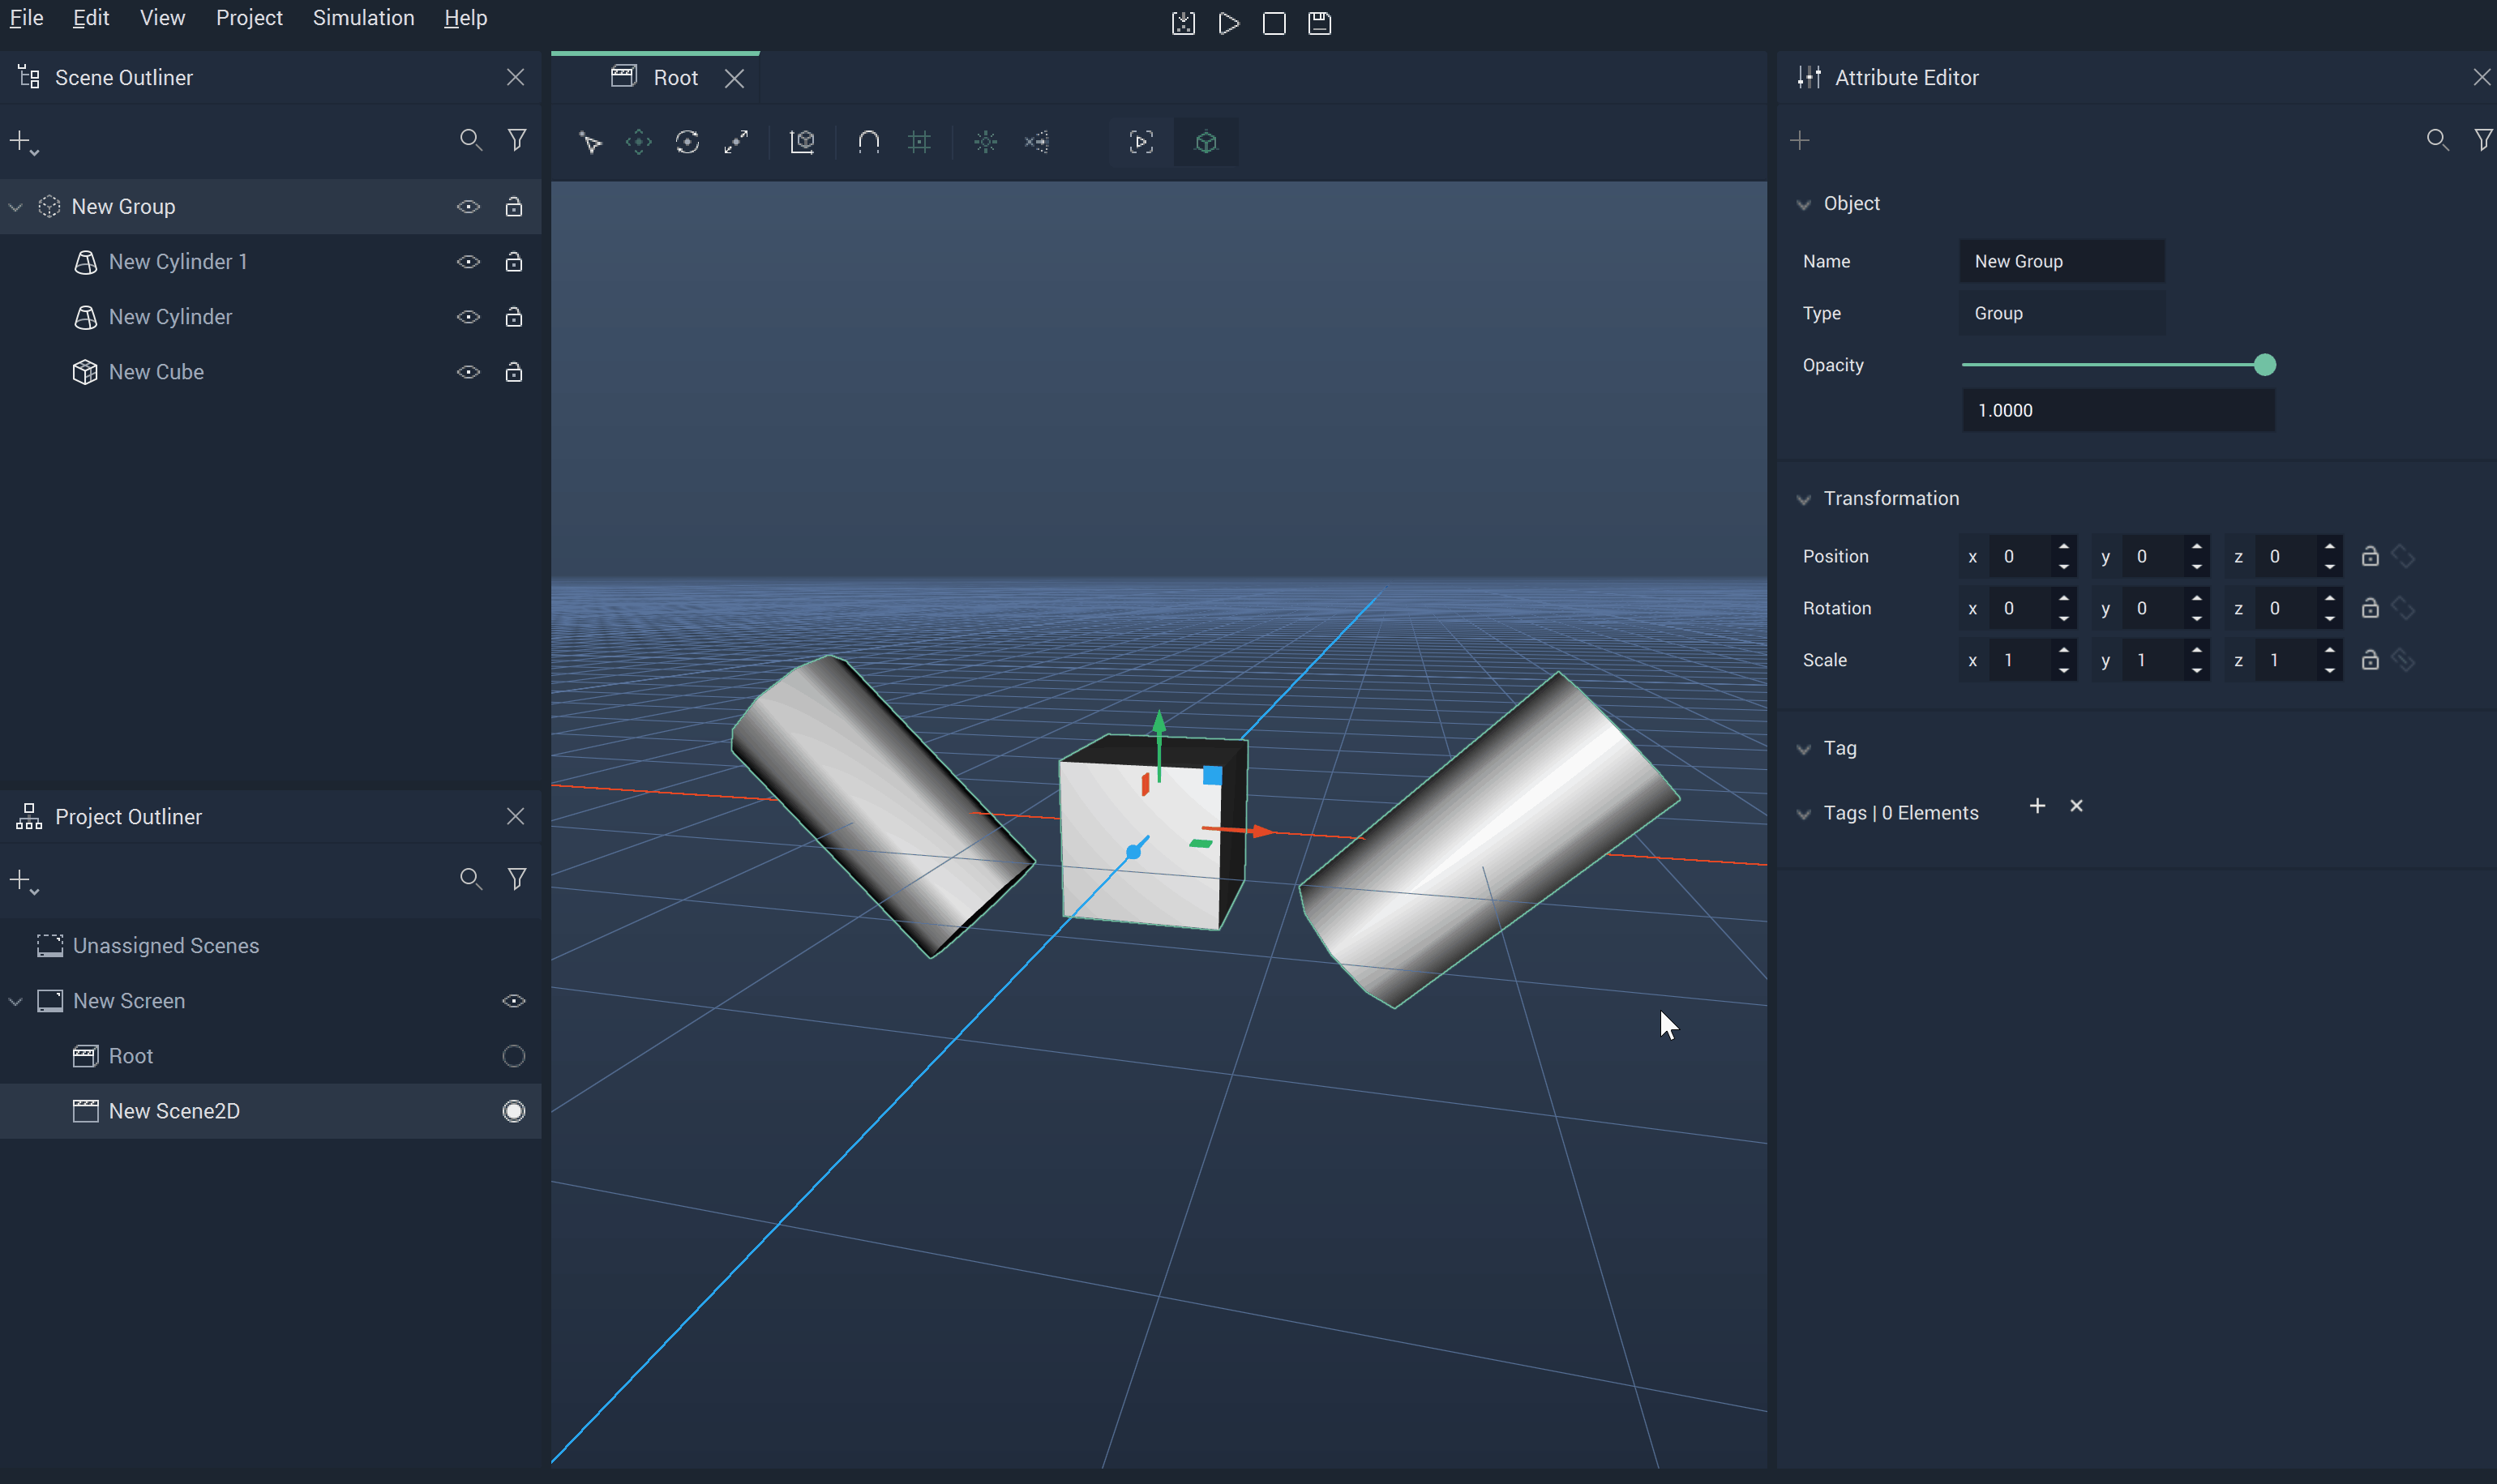 File Edit View Project Simulation Help
Scene Outliner
New Group
New Cylinder 1
New Cylinder
New Cube
Project Outliner
Unassigned Scenes
New Screen
Root
New Scene2D
Root
Attribute Editor
Object
Name New Group
Type Group
Opacity
1.0000
Transformation
Position x 0 y 0 z 0
Rotation x 0 y 0 z 0
Scale x 1 y 1 z 1
Tag
Tags | 0 Elements